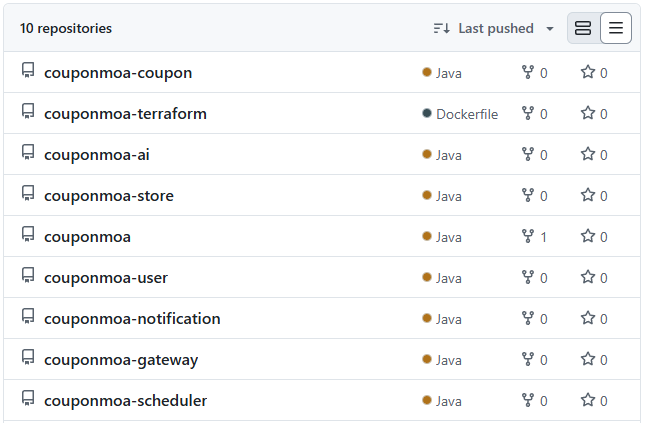 10 repositories Last pushed
couponmoa-coupon Java 0 0
couponmoa-terraform Dockerfile 0 0
couponmoa-ai Java 0 0
couponmoa-store Java 0 0
couponmoa Java 1 0
couponmoa-user Java 0 0
couponmoa-notification Java 0 0
couponmoa-gateway Java 0 0
couponmoa-scheduler Java 0 0